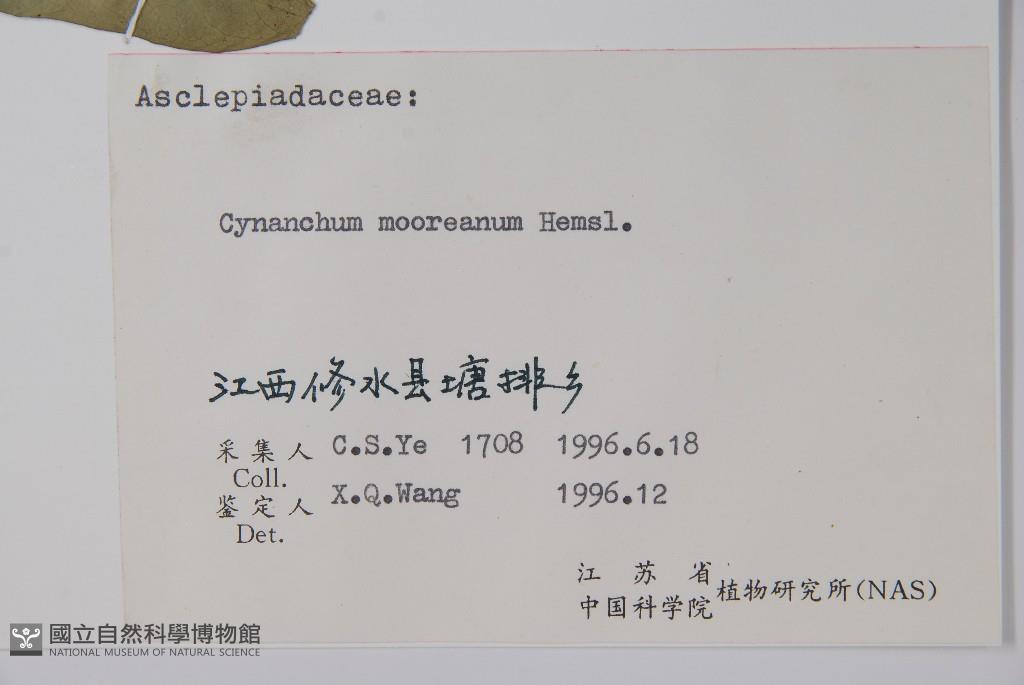 Asclepiadaceae:
Cynanchum mooreanum Hemsl.
江西修水县塘排乡
采集人 C.S.Ye 1708 1996.6.18
Coll.
鉴定人 X.Q.Wang 1996.12
Det.
江苏省
中国科学院植物研究所(NAS)
國立自然科學博物館
NATIONAL MUSEUM OF NATURAL SCIENCE